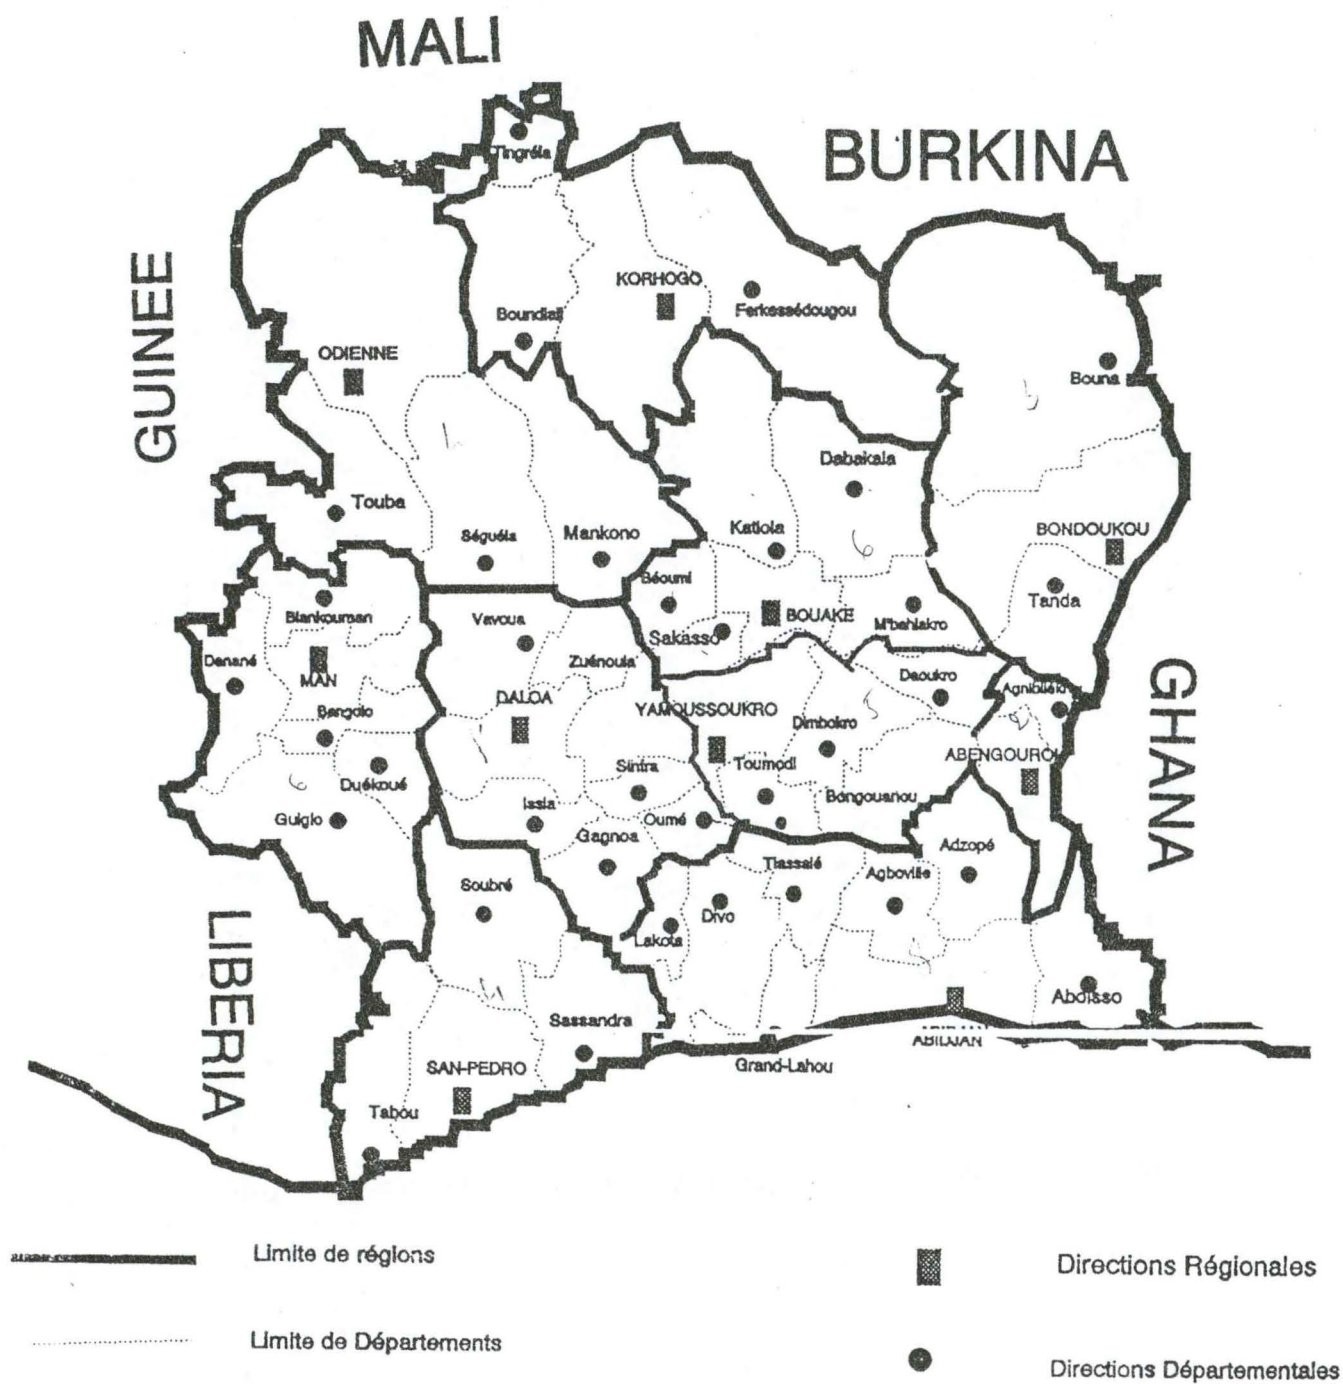 MALI
BURKINA
Tingréla
GUINEE
KORHOGO
Ferkessédougou
Boundiali
ODIENNE
Bouna
Dabakala
Touba
Katiola
BONDOUKOU
Séguéla
Mankono
Béoumi
Tanda
Biankouman
Vavoua
BOUAKE
M'bahiakro
Sakasso
Danané
Zuénoula
MAN
Daoukro
Agnibilékr
DALOA
YAMOUSSOUKRO
Bangolo
Dimbokro
GHANA
ABENGOUROU
Sinfra
Toumodi
Duékoué
Bongouanou
Issia
Guiglo
Oumé
Gagnoa
Adzopé
Tiassalé
Agboville
Soubré
Divo
Lakota
LIBERIA
Aboisso
Sassandra
ABIDJAN
SAN-PEDRO
Grand-Lahou
Tabou
Limite de régions
Directions Régionales
Limite de Départements
Directions Départementales